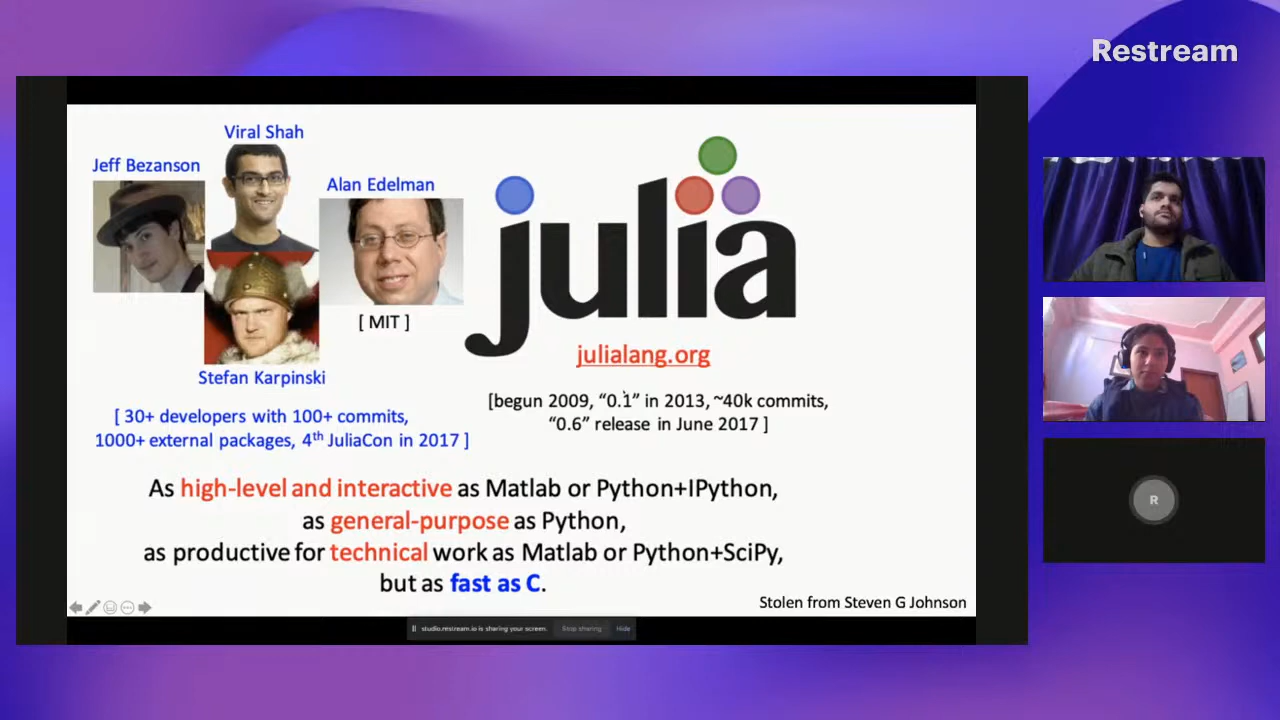 Restream
Viral Shah
Jeff Bezanson
Alan Edelman
julia
[ MIT ]
julialang.org
Stefan Karpinski
[begun 2009, “0.1” in 2013, ~40k commits,
“0.6” release in June 2017 ]
[ 30+ developers with 100+ commits,
1000+ external packages, 4th JuliaCon in 2017 ]
As high-level and interactive as Matlab or Python+IPython,
as general-purpose as Python,
as productive for technical work as Matlab or Python+SciPy,
but as fast as C.
Stolen from Steven G Johnson
studio.restream.io is sharing your screen. Stop sharing Hide
R